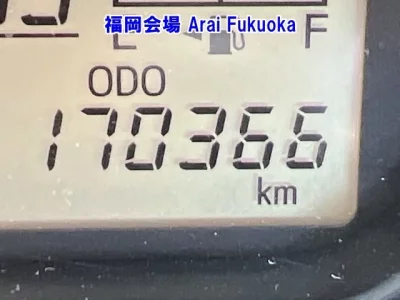 福岡会場 Arai Fukuoka
E F
ODO
170366
km